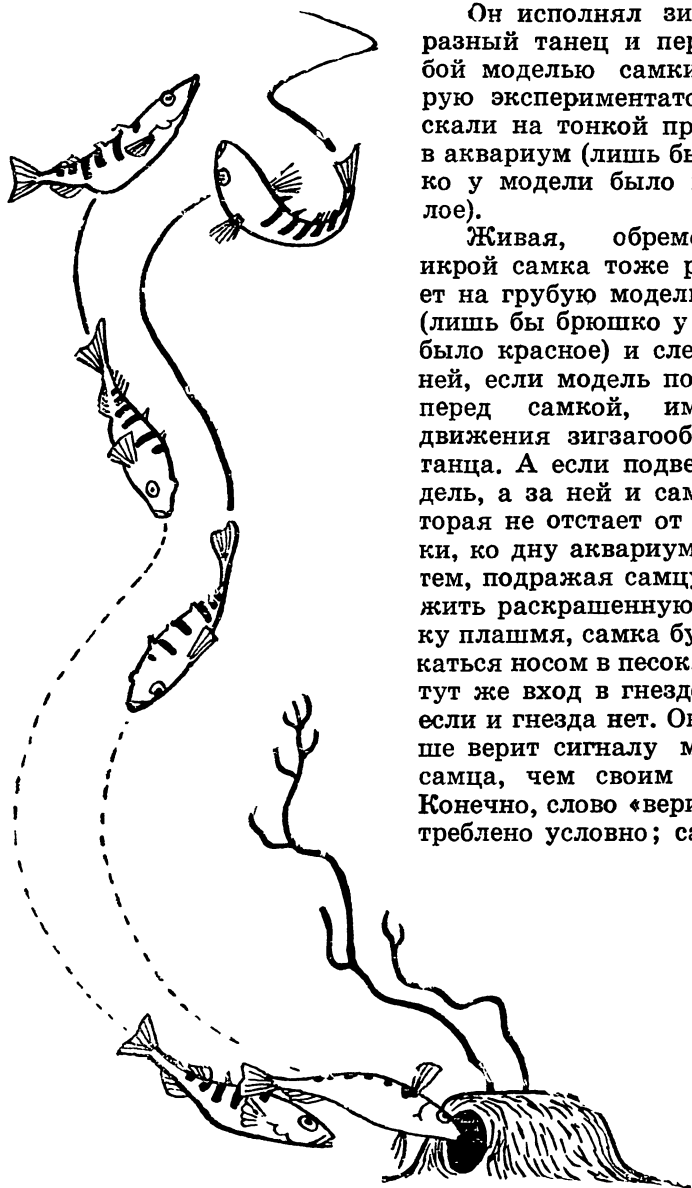 Он исполнял зи
разный танец и пер
бой моделью самки
рую экспериментато
скали на тонкой пр
в аквариум (лишь бы
ко у модели было
лое).
Живая, обреме
икрой самка тоже р
ет на грубую модель
(лишь бы брюшко у
было красное) и сле
ней, если модель по
перед самкой, им
движения зигзагооб
танца. А если подве
дель, а за ней и сам
торая не отстает от
ки, ко дну аквариум
тем, подражая самцу
жить раскрашенную
ку плашмя, самка бу
каться носом в песок
тут же вход в гнездо
если и гнезда нет. Он
ше верит сигналу м
самца, чем своим
Конечно, слово «вери
треблено условно; са